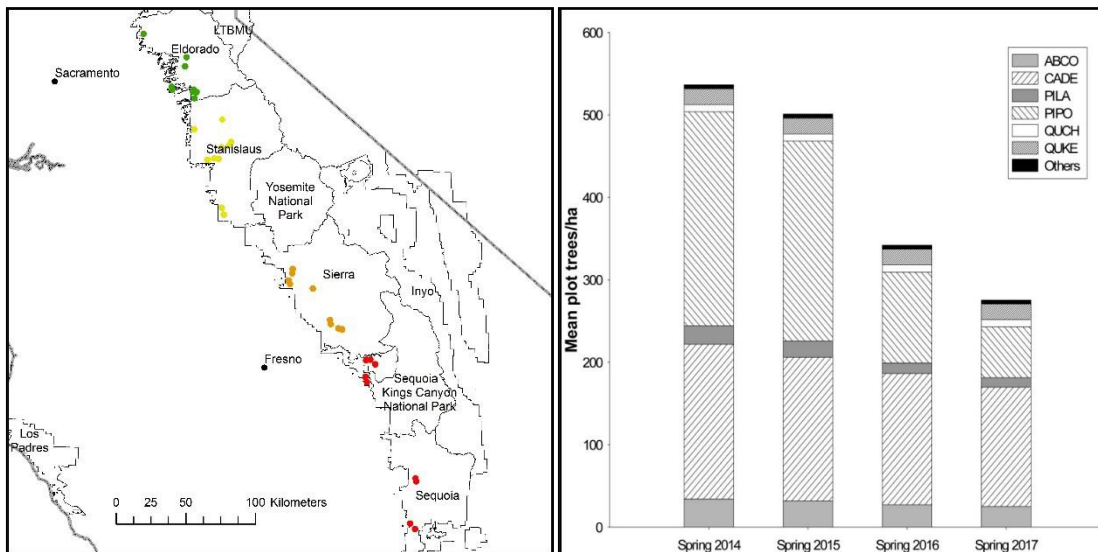 LTBMU
Eldorado
Sacramento
Stanislaus
Yosemite
National
Park
Sierra
Inyo
Fresno
Sequoia
Kings Canyon
National Park
Los
Padres
Sequoia
0 25 50 100 Kilometers
Mean plot trees/ha
600
500
400
300
200
100
0
ABCO
CADE
PILA
PIPO
QUCH
QUKE
Others
Spring 2014 Spring 2015 Spring 2016 Spring 2017